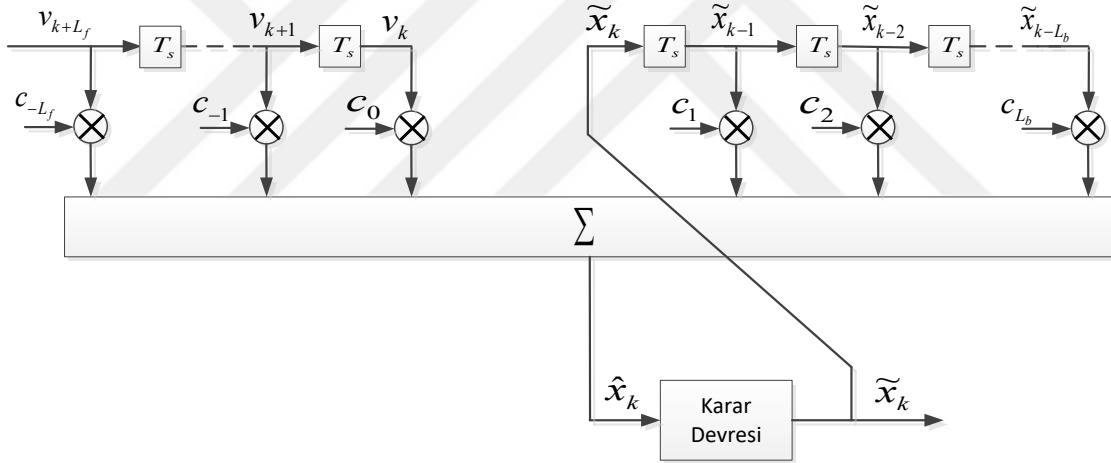 v_{k+L_f} v_{k+1} v_k x̃_k x̃_{k-1} x̃_{k-2} x̃_{k-L_b}
T_s T_s T_s T_s T_s
c_{-L_f} c_{-1} c_0 c_1 c_2 c_{L_b}
Σ
x̂_k Karar x̃_k
Devresi